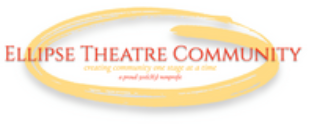 ELLIPSE THEATRE COMMUNITY
creating community one stage at a time
a proud 501(c)3 nonprofit